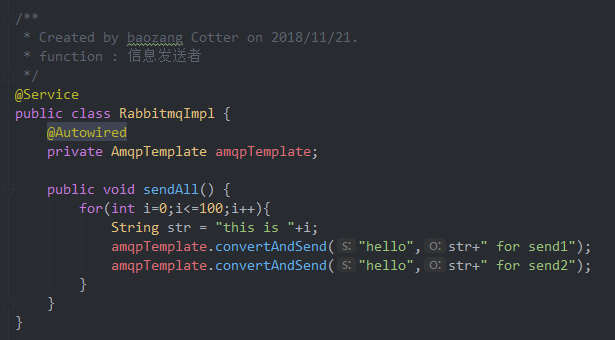 /**
 * Created by baozang Cotter on 2018/11/21.
 * function : 信息发送者
 */
@Service
public class RabbitmqImpl {
    @Autowired
    private AmqpTemplate amqpTemplate;
    public void sendAll() {
        for(int i=0;i<=100;i++){
            String str = "this is "+i;
            amqpTemplate.convertAndSend( s: "hello", o: str+" for send1");
            amqpTemplate.convertAndSend( s: "hello", o: str+" for send2");
        }
    }
}